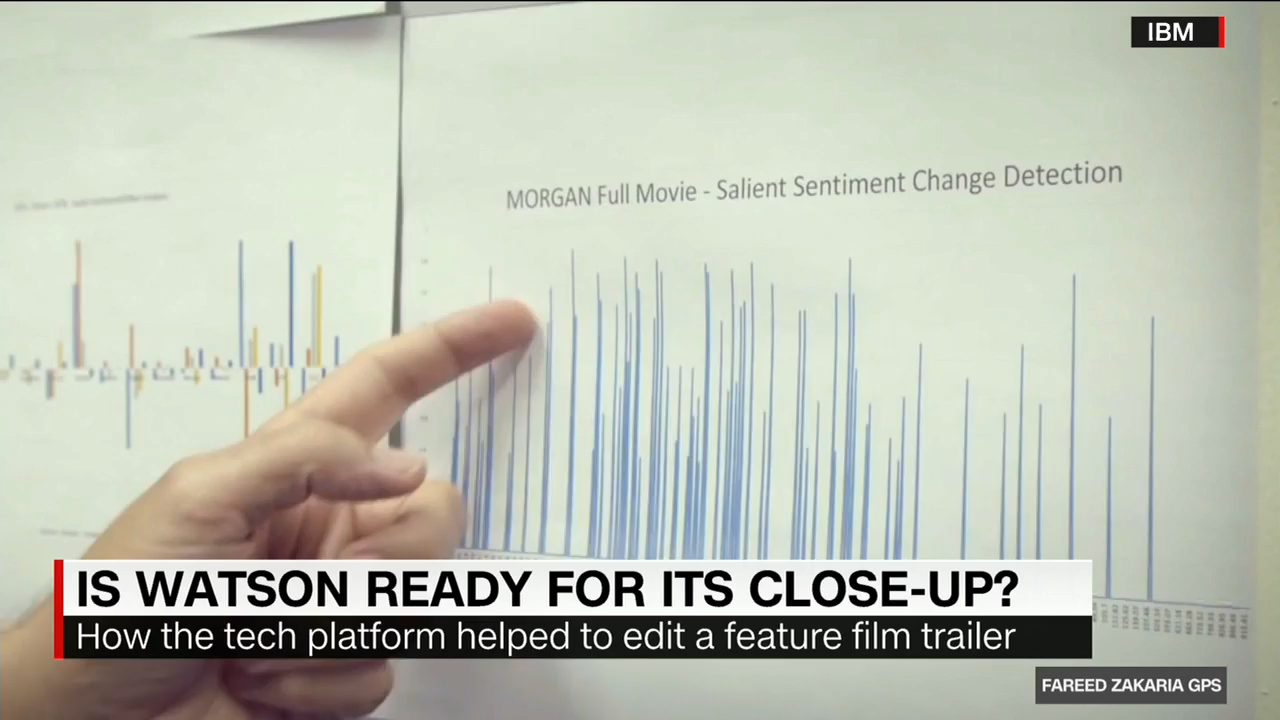 IBM
MORGAN Full Movie - Salient Sentiment Change Detection
IS WATSON READY FOR ITS CLOSE-UP?
How the tech platform helped to edit a feature film trailer
FAREED ZAKARIA GPS